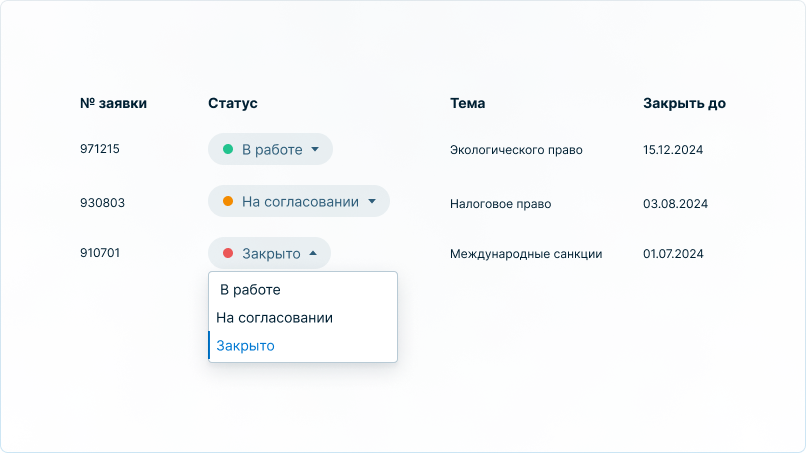 № заявки Статус Тема Закрыть до
971215 В работе Экологического право 15.12.2024
930803 На согласовании Налоговое право 03.08.2024
910701 Закрыто Международные санкции 01.07.2024
В работе
На согласовании
Закрыто